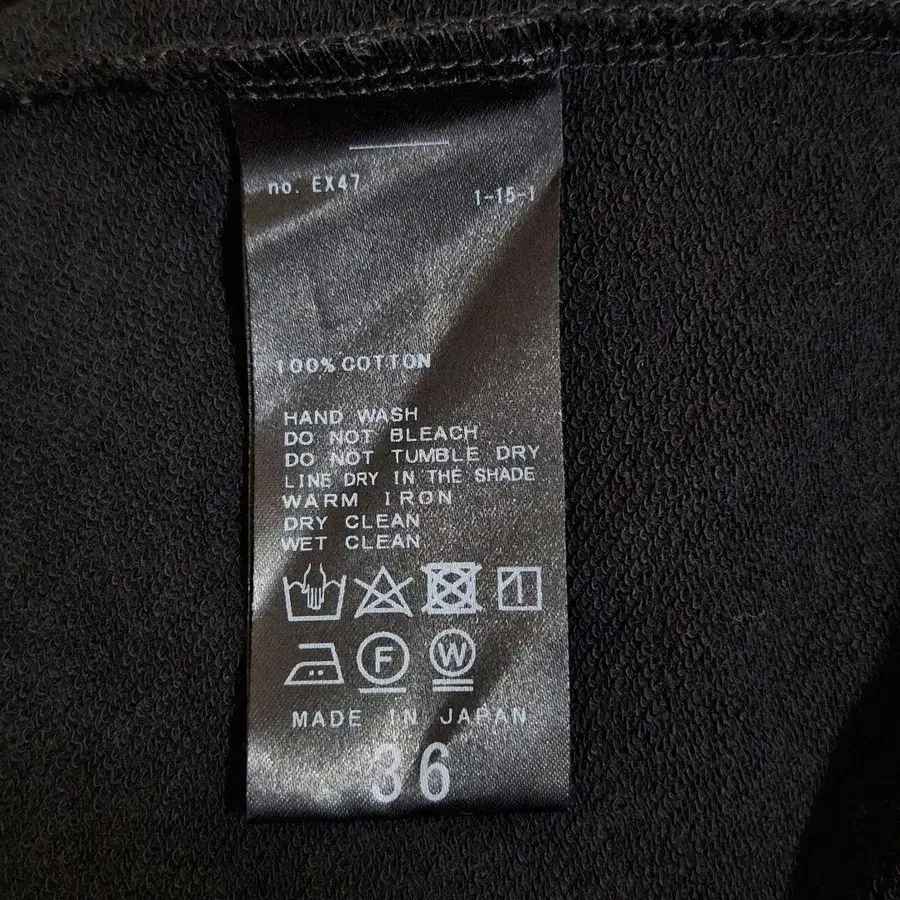 no. EX47
1-15-1
100% COTTON
HAND WASH
DO NOT BLEACH
DO NOT TUMBLE DRY
LINE DRY IN THE SHADE
WARM IRON
DRY CLEAN
WET CLEAN
F W
MADE IN JAPAN
36